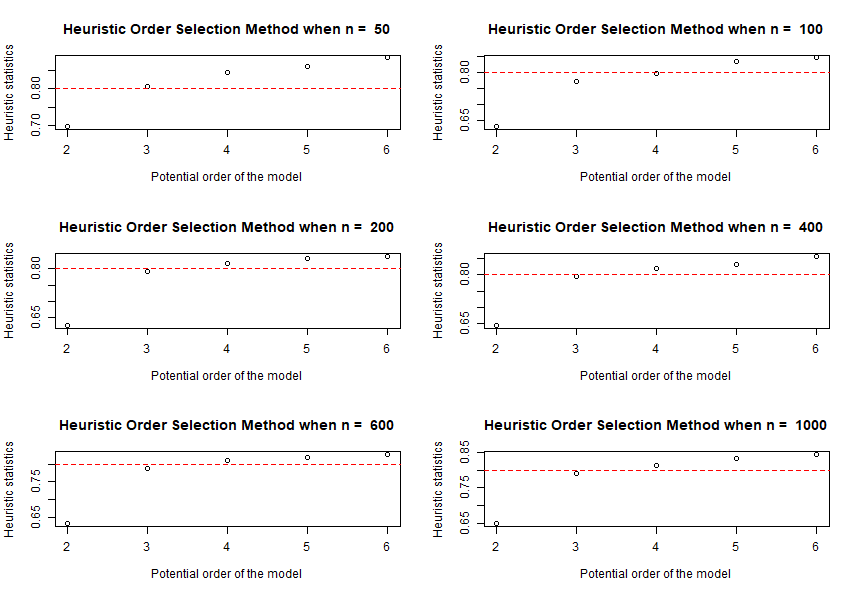 Heuristic Order Selection Method when n =  50
Heuristic statistics
0.80
0.70
2 3 4 5 6
Potential order of the model
Heuristic Order Selection Method when n =  100
Heuristic statistics
0.80
0.65
2 3 4 5 6
Potential order of the model
Heuristic Order Selection Method when n =  200
Heuristic statistics
0.80
0.65
2 3 4 5 6
Potential order of the model
Heuristic Order Selection Method when n =  400
Heuristic statistics
0.80
0.65
2 3 4 5 6
Potential order of the model
Heuristic Order Selection Method when n =  600
Heuristic statistics
0.75
0.65
2 3 4 5 6
Potential order of the model
Heuristic Order Selection Method when n =  1000
Heuristic statistics
0.85
0.75
0.65
2 3 4 5 6
Potential order of the model